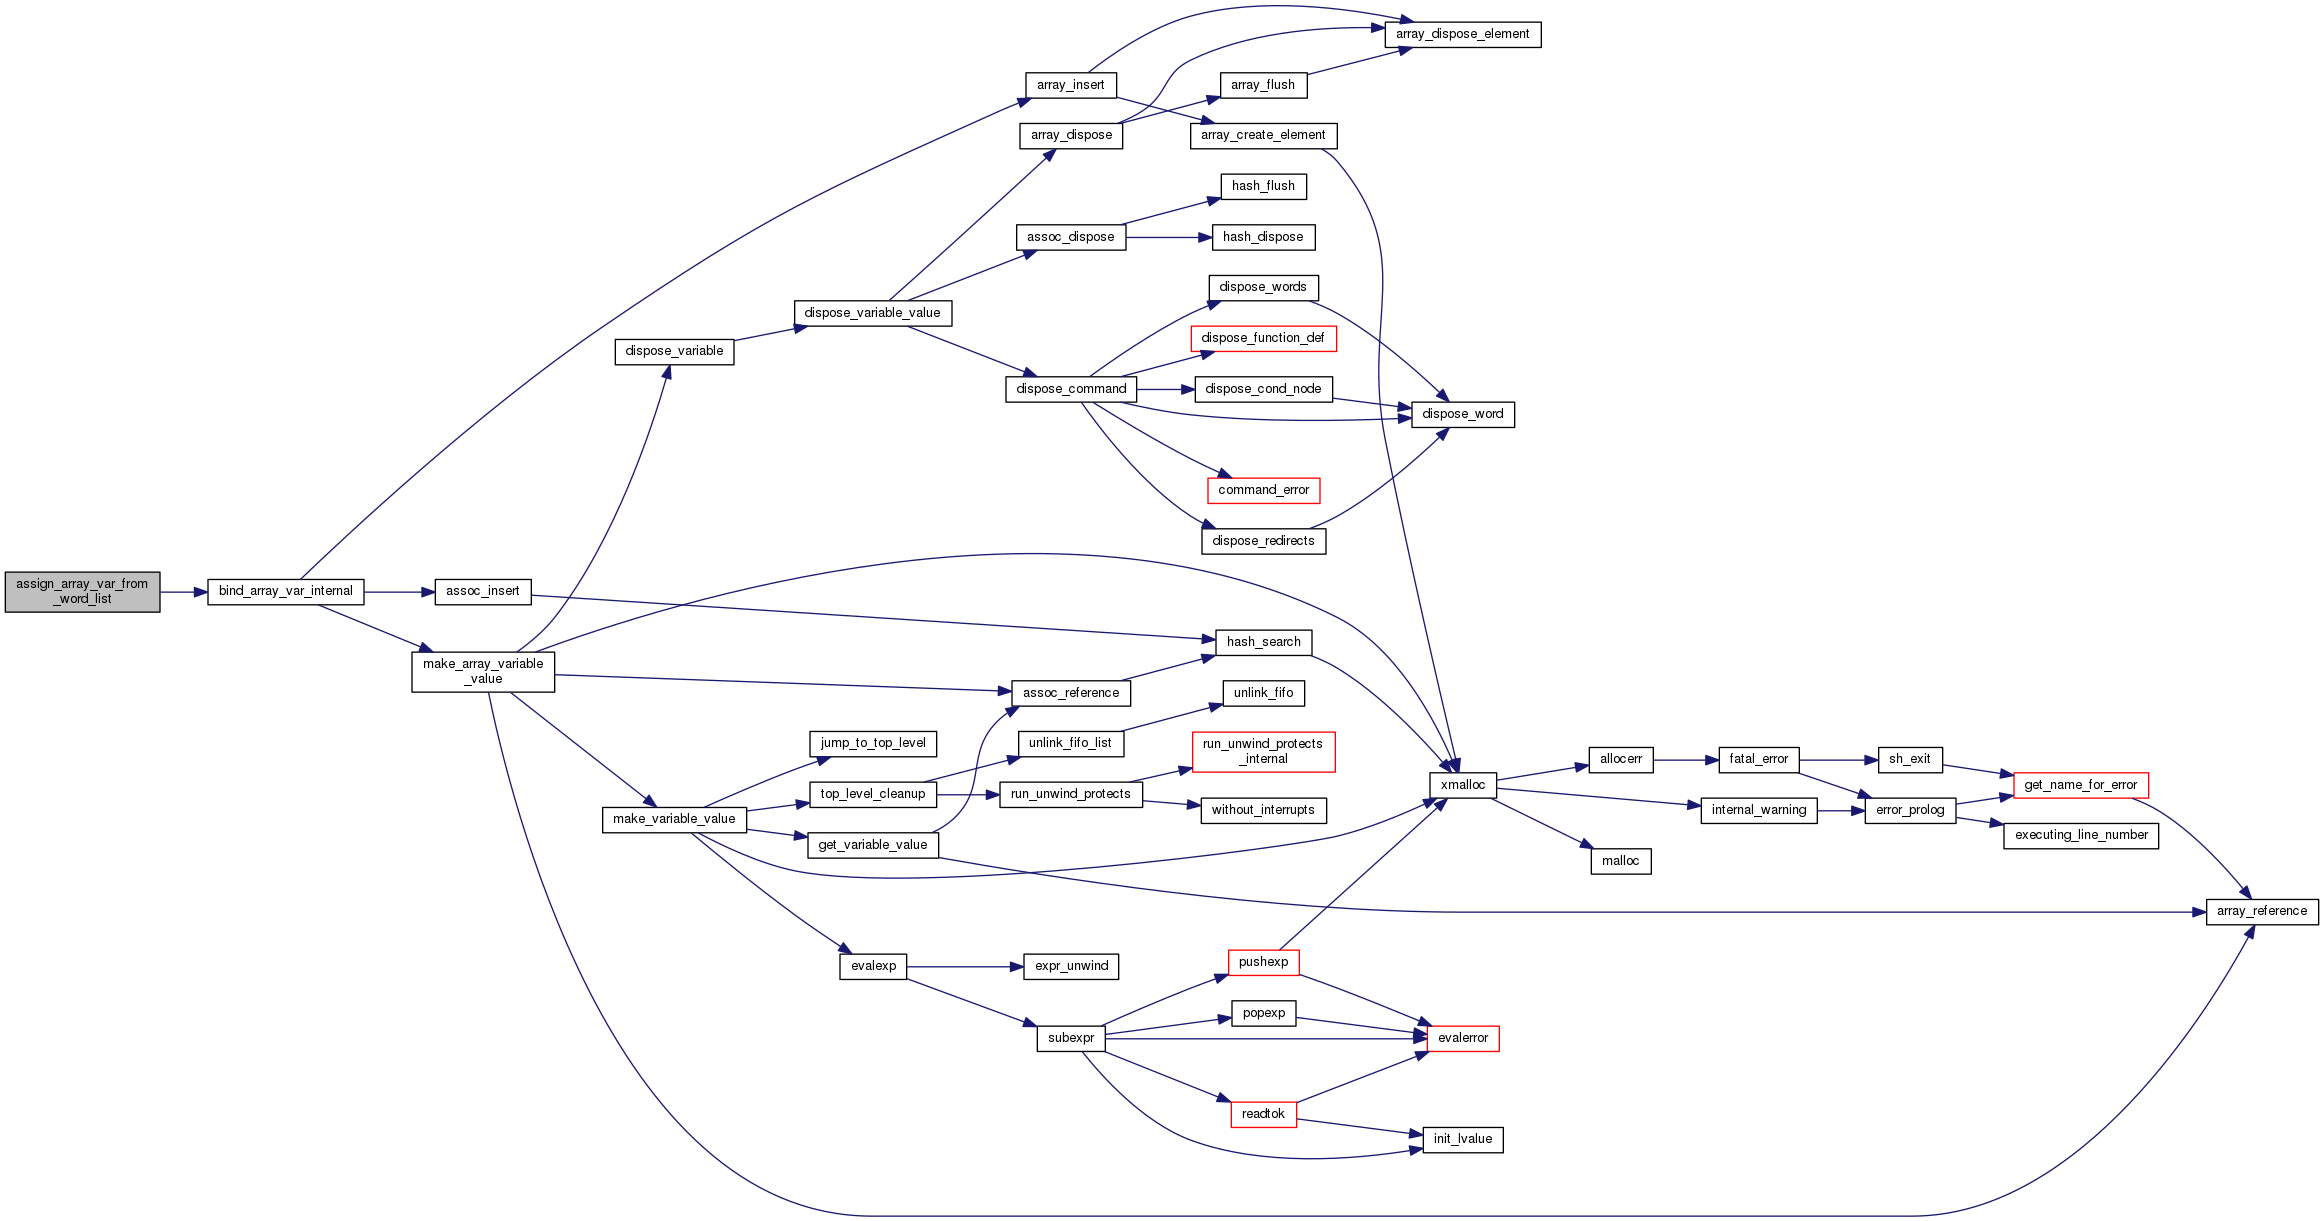 array_dispose_element
array_insert
array_flush
array_dispose
array_create_element
hash_flush
assoc_dispose
hash_dispose
dispose_words
dispose_variable_value
dispose_function_def
dispose_variable
dispose_command
dispose_cond_node
dispose_word
command_error
dispose_redirects
assign_array_var_from
_word_list
bind_array_var_internal
assoc_insert
make_array_variable
_value
hash_search
assoc_reference
unlink_fifo
jump_to_top_level
unlink_fifo_list
run_unwind_protects
_internal
top_level_cleanup
run_unwind_protects
without_interrupts
make_variable_value
get_variable_value
xmalloc
allocerr
fatal_error
sh_exit
get_name_for_error
internal_warning
error_prolog
executing_line_number
malloc
array_reference
evalexp
expr_unwind
pushexp
popexp
subexpr
evalerror
readtok
init_lvalue